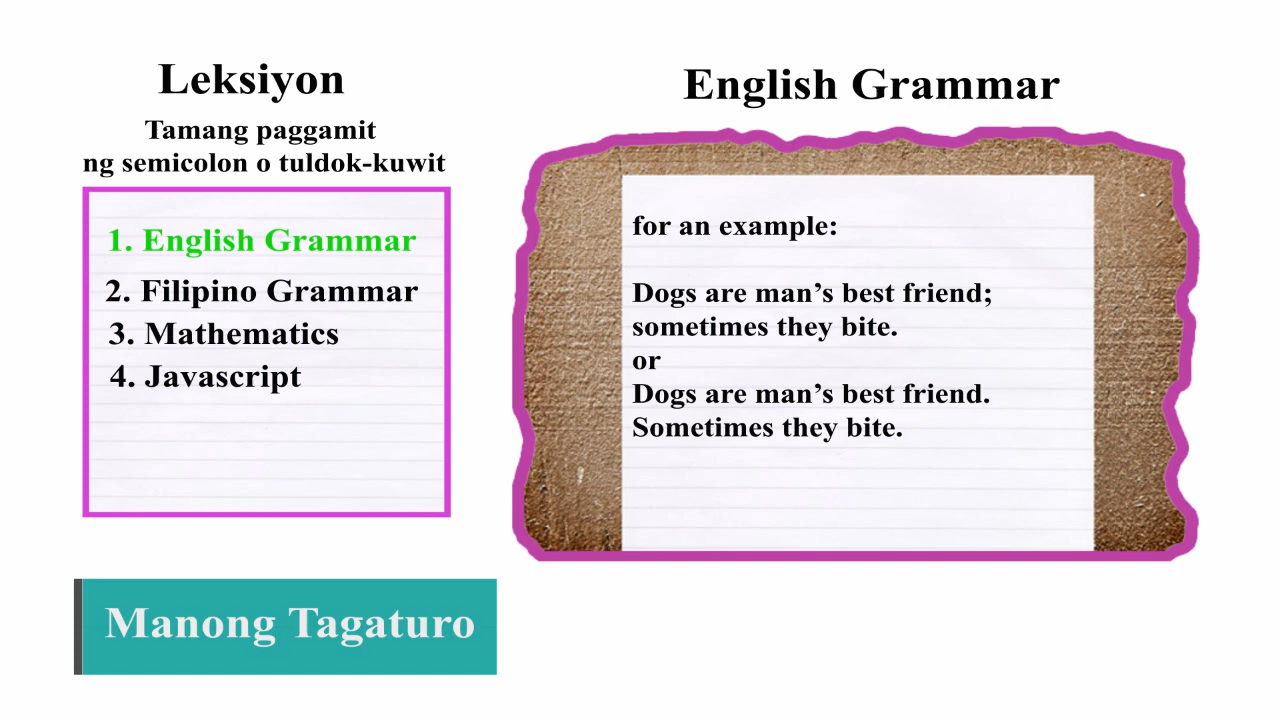 Leksiyon
Tamang paggamit
ng semicolon o tuldok-kuwit
1. English Grammar
2. Filipino Grammar
3. Mathematics
4. Javascript
English Grammar
for an example:
Dogs are man’s best friend;
sometimes they bite.
or
Dogs are man’s best friend.
Sometimes they bite.
Manong Tagaturo